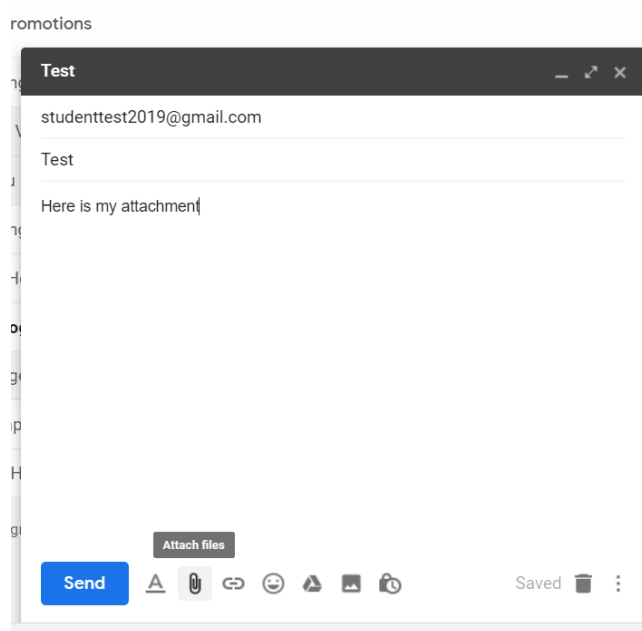 romotions
Test
studenttest2019@gmail.com
Test
Here is my attachment
Attach files
Send
Saved